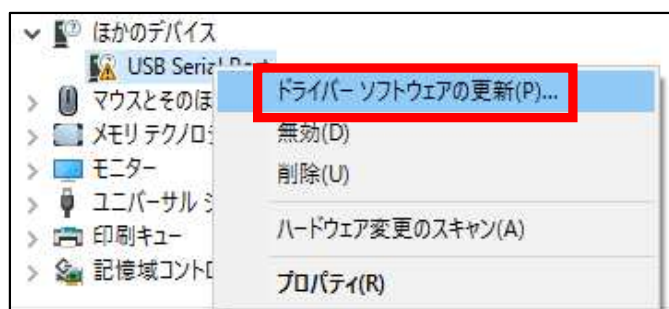 ほかのデバイス
USB Serial
ドライバー ソフトウェアの更新(P)...
マウスとそのほ
無効(D)
メモリ テクノロ
削除(U)
モニター
ユニバーサル
ハードウェア変更のスキャン(A)
印刷キュー
記憶域コント
プロパティ(R)